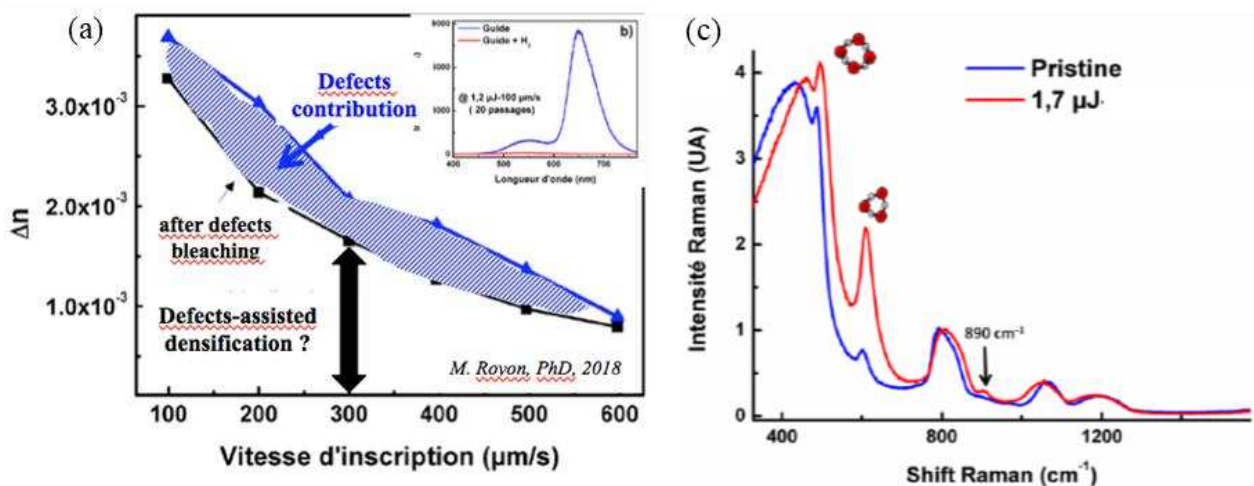 (a)
3.0x10⁻³
2.0x10⁻³
1.0x10⁻³
Δn
Defects
contribution
after defects
bleaching
Defects-assisted
densification ?
M. Royon, PhD, 2018
100 200 300 400 500 600
Vitesse d'inscription (µm/s)
b)
Guide
Guide + H₂
@ 1,2 µJ-100 µm/s
( 20 passages)
400 500 600 700
Longueur d'onde (nm)
(c)
Pristine
1,7 µJ
890 cm⁻¹
4
3
2
1
0
Intensité Raman (UA)
400 800 1200
Shift Raman (cm⁻¹)